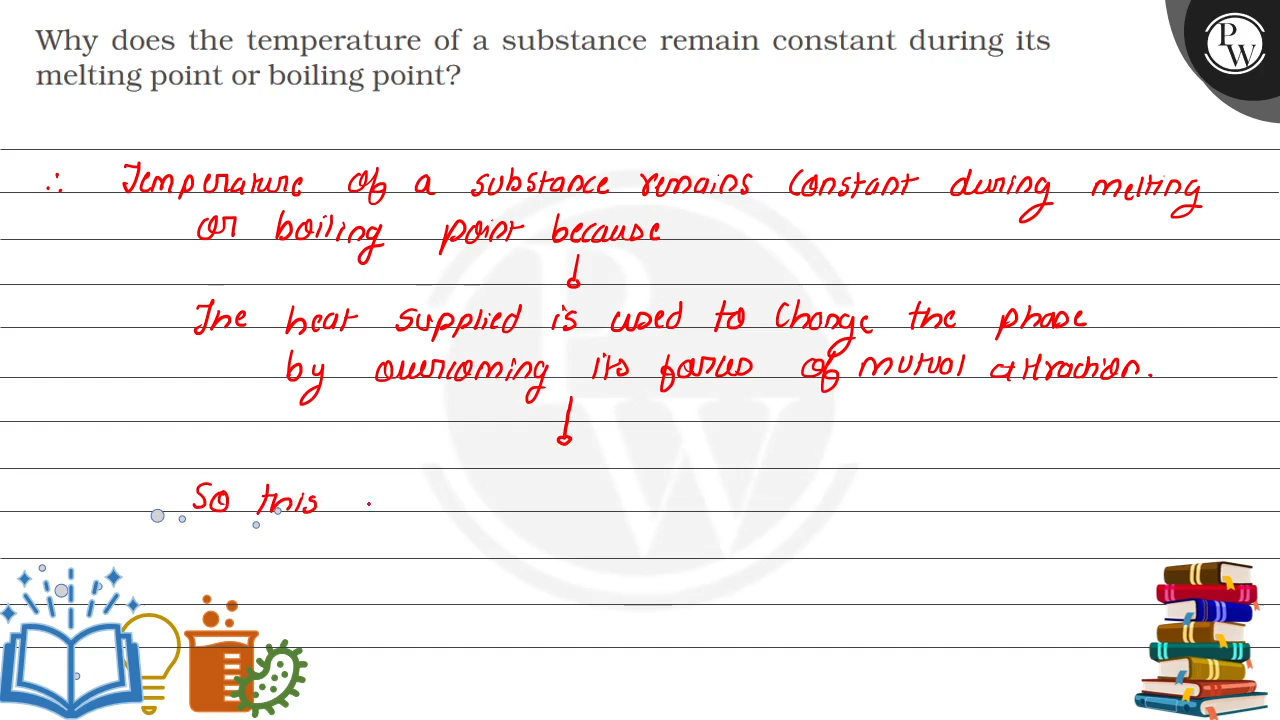 Why does the temperature of a substance remain constant during its
melting point or boiling point?
PW
∴ Temperature of a substance remains constant during melting
or boiling point because
The heat supplied is used to change the phase
by overcoming its forces of mutual attraction.
So this